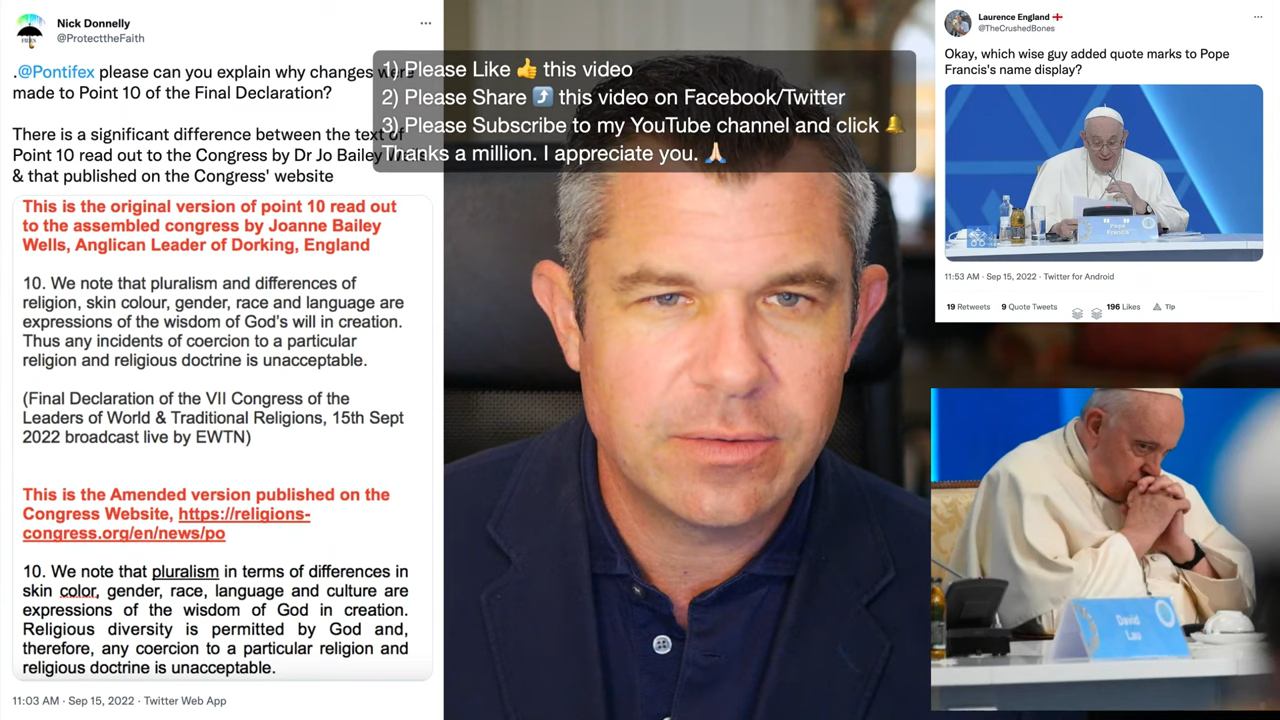 Nick Donnelly
@ProtecttheFaith
.@Pontifex please can you explain why changes were
made to Point 10 of the Final Declaration?
There is a significant difference between the text of
Point 10 read out to the Congress by Dr Jo Bailey
& that published on the Congress' website
This is the original version of point 10 read out
to the assembled congress by Joanne Bailey
Wells, Anglican Leader of Dorking, England
10. We note that pluralism and differences of
religion, skin colour, gender, race and language are
expressions of the wisdom of God's will in creation.
Thus any incidents of coercion to a particular
religion and religious doctrine is unacceptable.
(Final Declaration of the VII Congress of the
Leaders of World & Traditional Religions, 15th Sept
2022 broadcast live by EWTN)
This is the Amended version published on the
Congress Website, https://religions-
congress.org/en/news/po
10. We note that pluralism in terms of differences in
skin color, gender, race, language and culture are
expressions of the wisdom of God in creation.
Religious diversity is permitted by God and,
therefore, any coercion to a particular religion and
religious doctrine is unacceptable.
11:03 AM · Sep 15, 2022 · Twitter Web App
1) Please Like 👍 this video
2) Please Share ⤴️ this video on Facebook/Twitter
3) Please Subscribe to my YouTube channel and click 🔔
Thanks a million. I appreciate you. 🙏🏻
Laurence England
@TheCrushedBones
Okay, which wise guy added quote marks to Pope
Francis's name display?
" Pope "
Francis
11:53 AM · Sep 15, 2022 · Twitter for Android
19 Retweets 9 Quote Tweets 196 Likes Tip
David
Lau